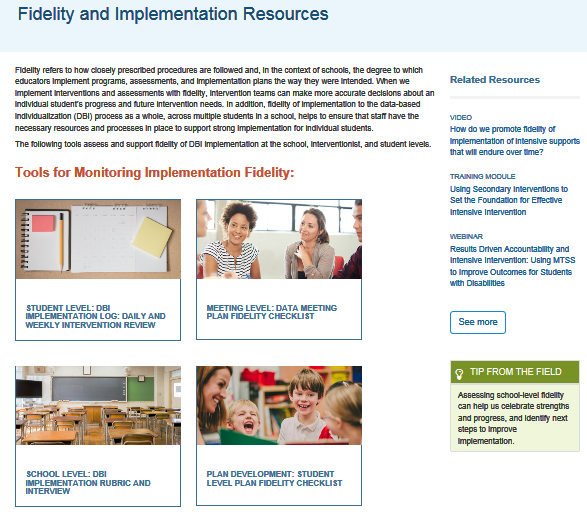 Fidelity and Implementation Resources
Fidelity refers to how closely prescribed procedures are followed and, in the context of schools, the degree to which
educators implement programs, assessments, and implementation plans the way they were intended. When we
implement interventions and assessments with fidelity, intervention teams can make more accurate decisions about an
individual student's progress and future intervention needs. In addition, fidelity of implementation to the data-based
individualization (DBI) process as a whole, across multiple students in a school, helps to ensure that staff have the
necessary resources and processes in place to support strong implementation for individual students.
The following tools assess and support fidelity of DBI implementation at the school, interventionist, and student levels.
Tools for Monitoring Implementation Fidelity:
STUDENT LEVEL: DBI
IMPLEMENTATION LOG: DAILY AND
WEEKLY INTERVENTION REVIEW
MEETING LEVEL: DATA MEETING
PLAN FIDELITY CHECKLIST
SCHOOL LEVEL: DBI
IMPLEMENTATION RUBRIC AND
INTERVIEW
PLAN DEVELOPMENT: STUDENT
LEVEL PLAN FIDELITY CHECKLIST
Related Resources
VIDEO
How do we promote fidelity of
implementation of intensive supports
that will endure over time?
TRAINING MODULE
Using Secondary Interventions to
Set the Foundation for Effective
Intensive Intervention
WEBINAR
Results Driven Accountability and
Intensive Intervention: Using MTSS
to Improve Outcomes for Students
with Disabilities
See more
TIP FROM THE FIELD
Assessing school-level fidelity
can help us celebrate strengths
and progress, and identify next
steps to improve
implementation.